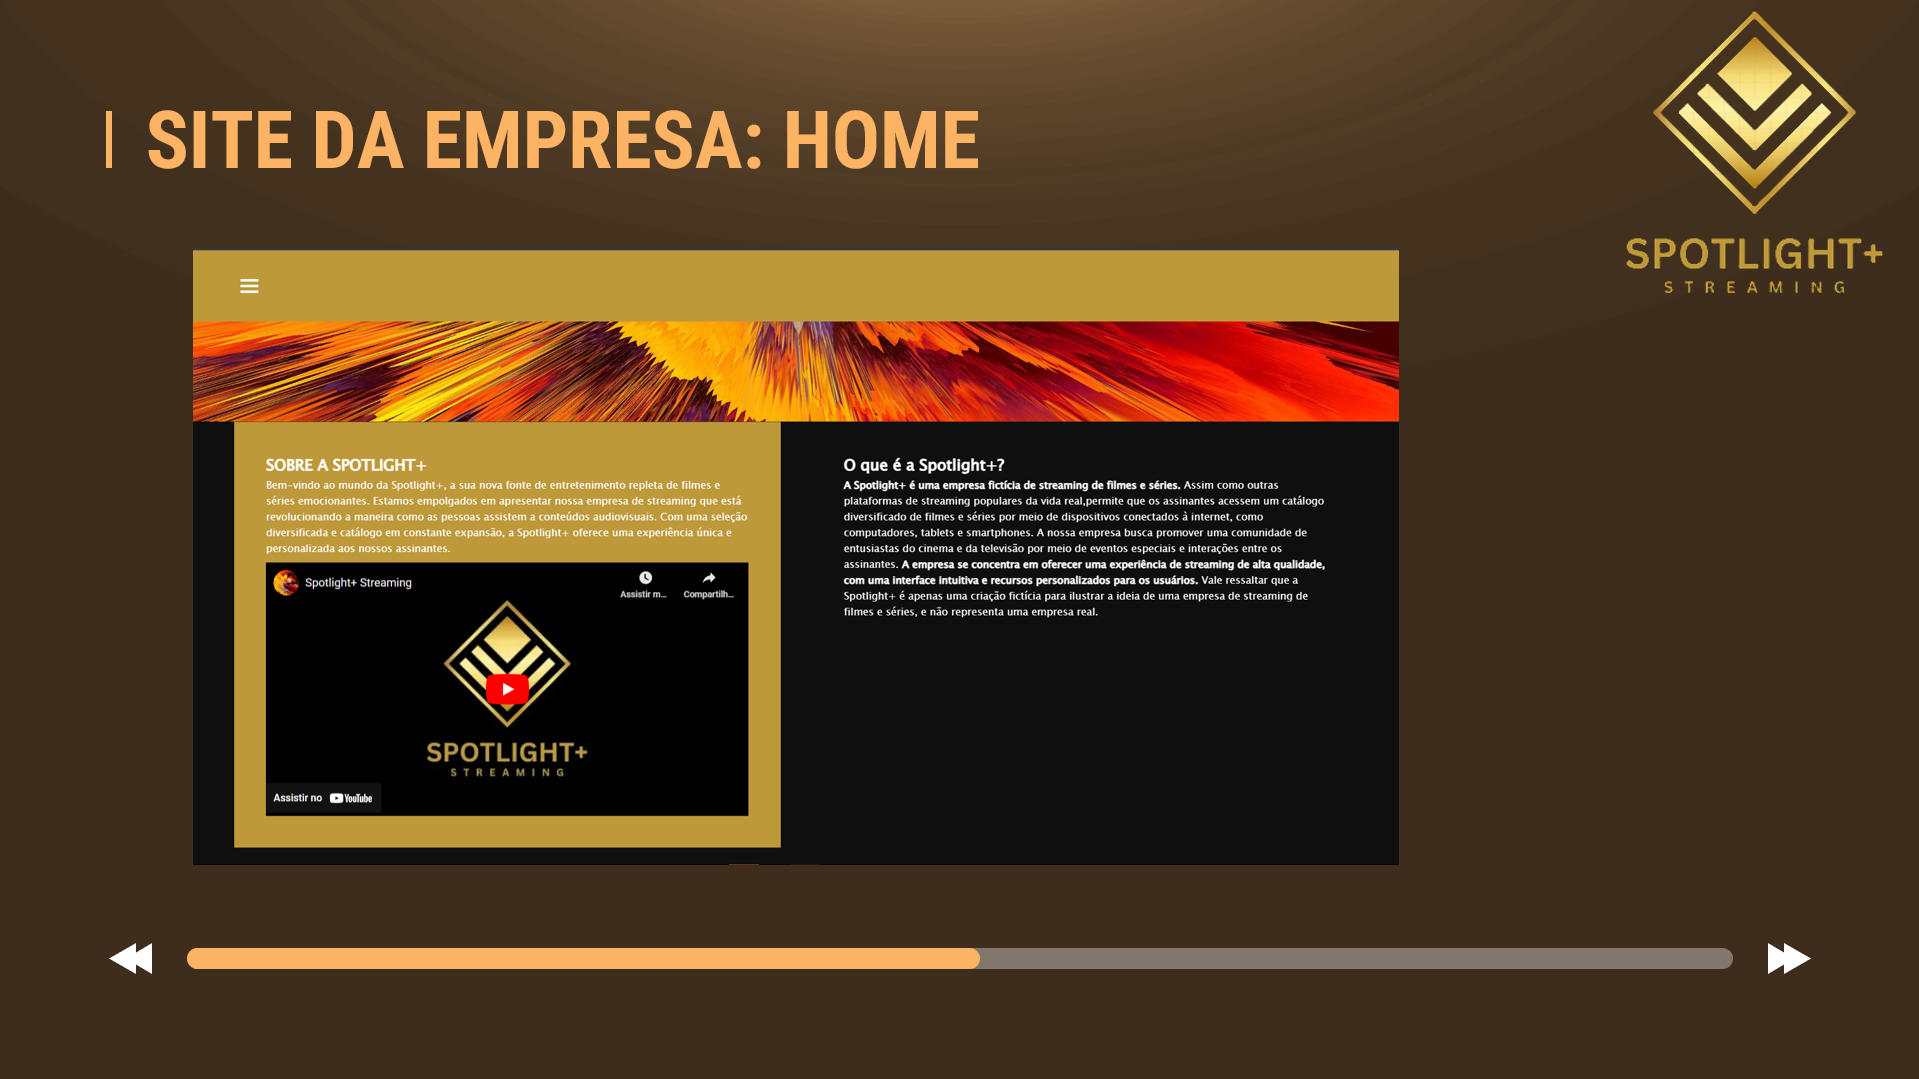 SITE DA EMPRESA: HOME
SPOTLIGHT+
STREAMING
SOBRE A SPOTLIGHT+
Bem-vindo ao mundo da Spotlight+, a sua nova fonte de entretenimento repleta de filmes e
séries emocionantes. Estamos empolgados em apresentar nossa empresa de streaming que está
revolucionando a maneira como as pessoas assistem a conteúdos audiovisuais. Com uma seleção
diversificada e catálogo em constante expansão, a Spotlight+ oferece uma experiência única e
personalizada aos nossos assinantes.
Spotlight+ Streaming
Assistir m...
Compartilh...
SPOTLIGHT+
STREAMING
Assistir no YouTube
O que é a Spotlight+?
A Spotlight+ é uma empresa fictícia de streaming de filmes e séries. Assim como outras
plataformas de streaming populares da vida real,permite que os assinantes acessem um catálogo
diversificado de filmes e séries por meio de dispositivos conectados à internet, como
computadores, tablets e smartphones. A nossa empresa busca promover uma comunidade de
entusiastas do cinema e da televisão por meio de eventos especiais e interações entre os
assinantes. A empresa se concentra em oferecer uma experiência de streaming de alta qualidade,
com uma interface intuitiva e recursos personalizados para os usuários. Vale ressaltar que a
Spotlight+ é apenas uma criação fictícia para ilustrar a ideia de uma empresa de streaming de
filmes e séries, e não representa uma empresa real.